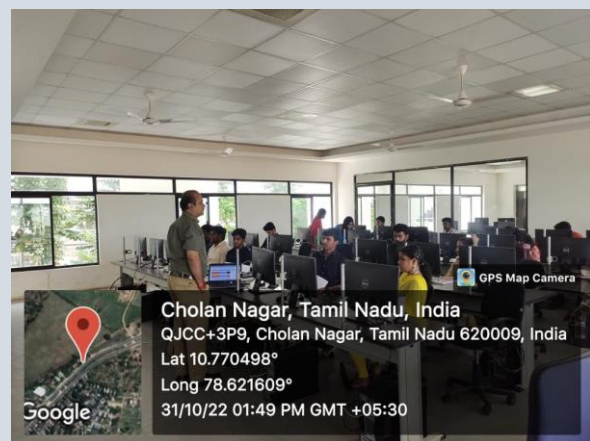 GPS Map Camera
Cholan Nagar, Tamil Nadu, India
QJCC+3P9, Cholan Nagar, Tamil Nadu 620009, India
Lat 10.770498°
Long 78.621609°
31/10/22 01:49 PM GMT +05:30
Google